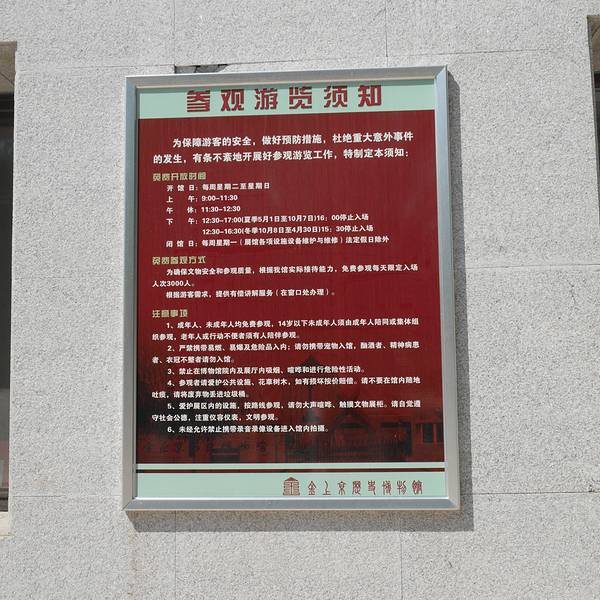 参观游览须知
为保障游客的安全，做好预防措施，杜绝重大意外事件
的发生，有条不紊地开展好参观游览工作，特制定本须知：
免费开放时间
开 馆 日：每周星期二至星期日
上 午：9:00-11:30
午 休：11:30-12:30
下 午：12:30-17:00(夏季5月1日至10月7日)16：00停止入场
12:30-16:30(冬季10月8日至4月30日)15：30停止入场
闭 馆 日：每周星期一（展馆各项设施设备维护与维修）法定假日除外
免费参观方式
为确保文物安全和参观质量，根据我馆实际接待能力，免费参观每天限定入场
人次3000人。
根据游客需求，提供有偿讲解服务（在窗口处办理）。
注意事项
1、成年人、未成年人均免费参观，14岁以下未成年人须由成年人陪同或集体组
织参观，老年人或行动不便者须有人陪伴参观。
2、严禁携带易燃、易爆及危险品入内；请勿携带宠物入馆，酗酒者、精神病患
者、衣冠不整者请勿入馆。
3、禁止在博物馆院内及展厅内吸烟、喧哗和进行危险性活动。
4、参观者请爱护公共设施、花草树木，如有损坏按价赔偿。请不要在馆内随地
吐痰，请将废弃物丢进垃圾桶。
5、爱护展区内的设施，按路线参观，请勿大声喧哗、触摸文物展柜。请自觉遵
守社会公德，注重仪容仪表，文明参观。
6、未经允许禁止携带录音录像设备进入馆内拍摄。
金上京歷史博物館